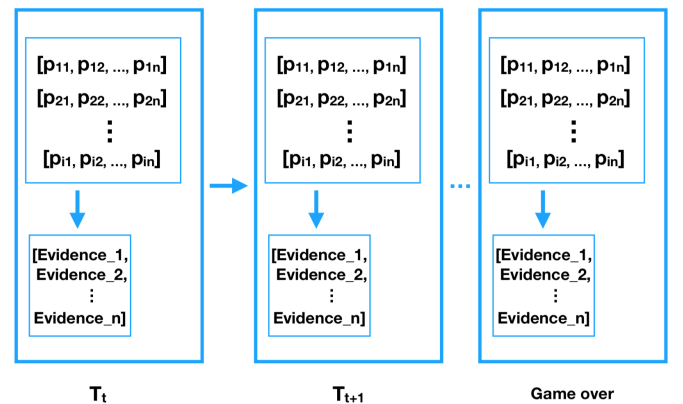 [p11, p12, ..., p1n]
[p21, p22, ..., p2n]
⋮
[pi1, pi2, ..., pin]
[Evidence_1,
Evidence_2,
⋮
Evidence_n]
Tt
[p11, p12, ..., p1n]
[p21, p22, ..., p2n]
⋮
[pi1, pi2, ..., pin]
[Evidence_1,
Evidence_2,
⋮
Evidence_n]
Tt+1
...
[p11, p12, ..., p1n]
[p21, p22, ..., p2n]
⋮
[pi1, pi2, ..., pin]
[Evidence_1,
Evidence_2,
⋮
Evidence_n]
Game over